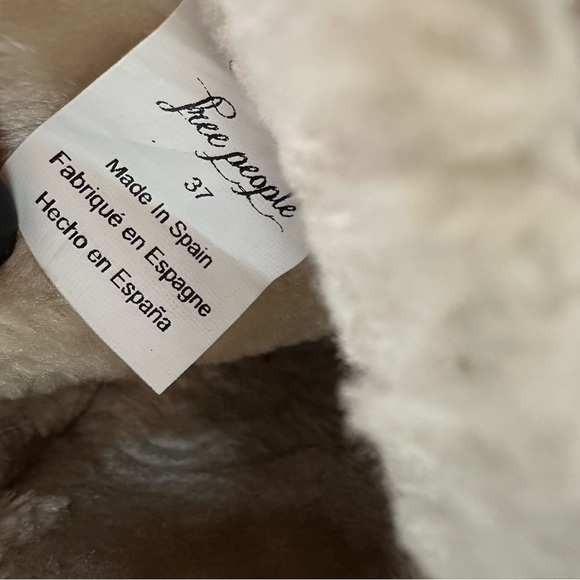 free people
37
Made In Spain
Fabriqué en Espagne
Hecho en España